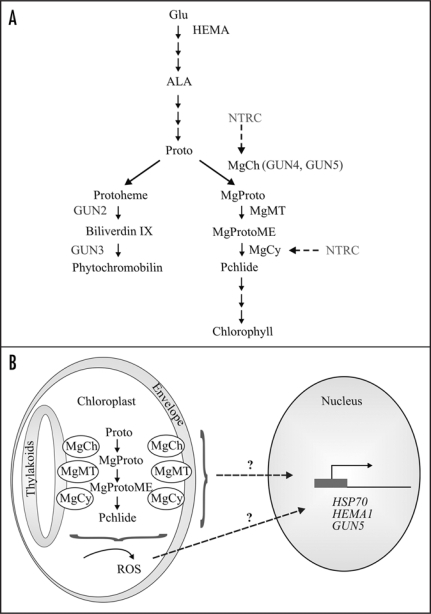 A
Glu
HEMA
ALA
NTRC
Proto
MgCh (GUN4, GUN5)
Protoheme
MgProto
GUN2
MgMT
Biliverdin IX
MgProtoME
GUN3
MgCy
NTRC
Phytochromobilin
Pchlide
Chlorophyll
B
Envelope
Chloroplast
Nucleus
Thylakoids
Proto
MgCh
MgCh
MgProto
MgMT
MgMT
MgProtoME
MgCy
MgCy
Pchlide
?
?
HSP70
HEMA1
GUN5
ROS